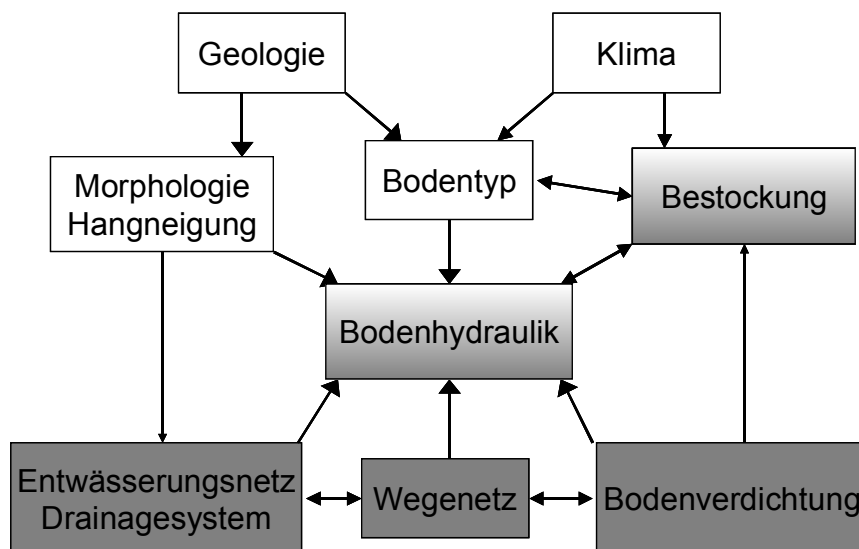 Geologie
Klima
Morphologie
Hangneigung
Bodentyp
Bestockung
Bodenhydraulik
Entwässerungsnetz
Drainagesystem
Wegenetz
Bodenverdichtung